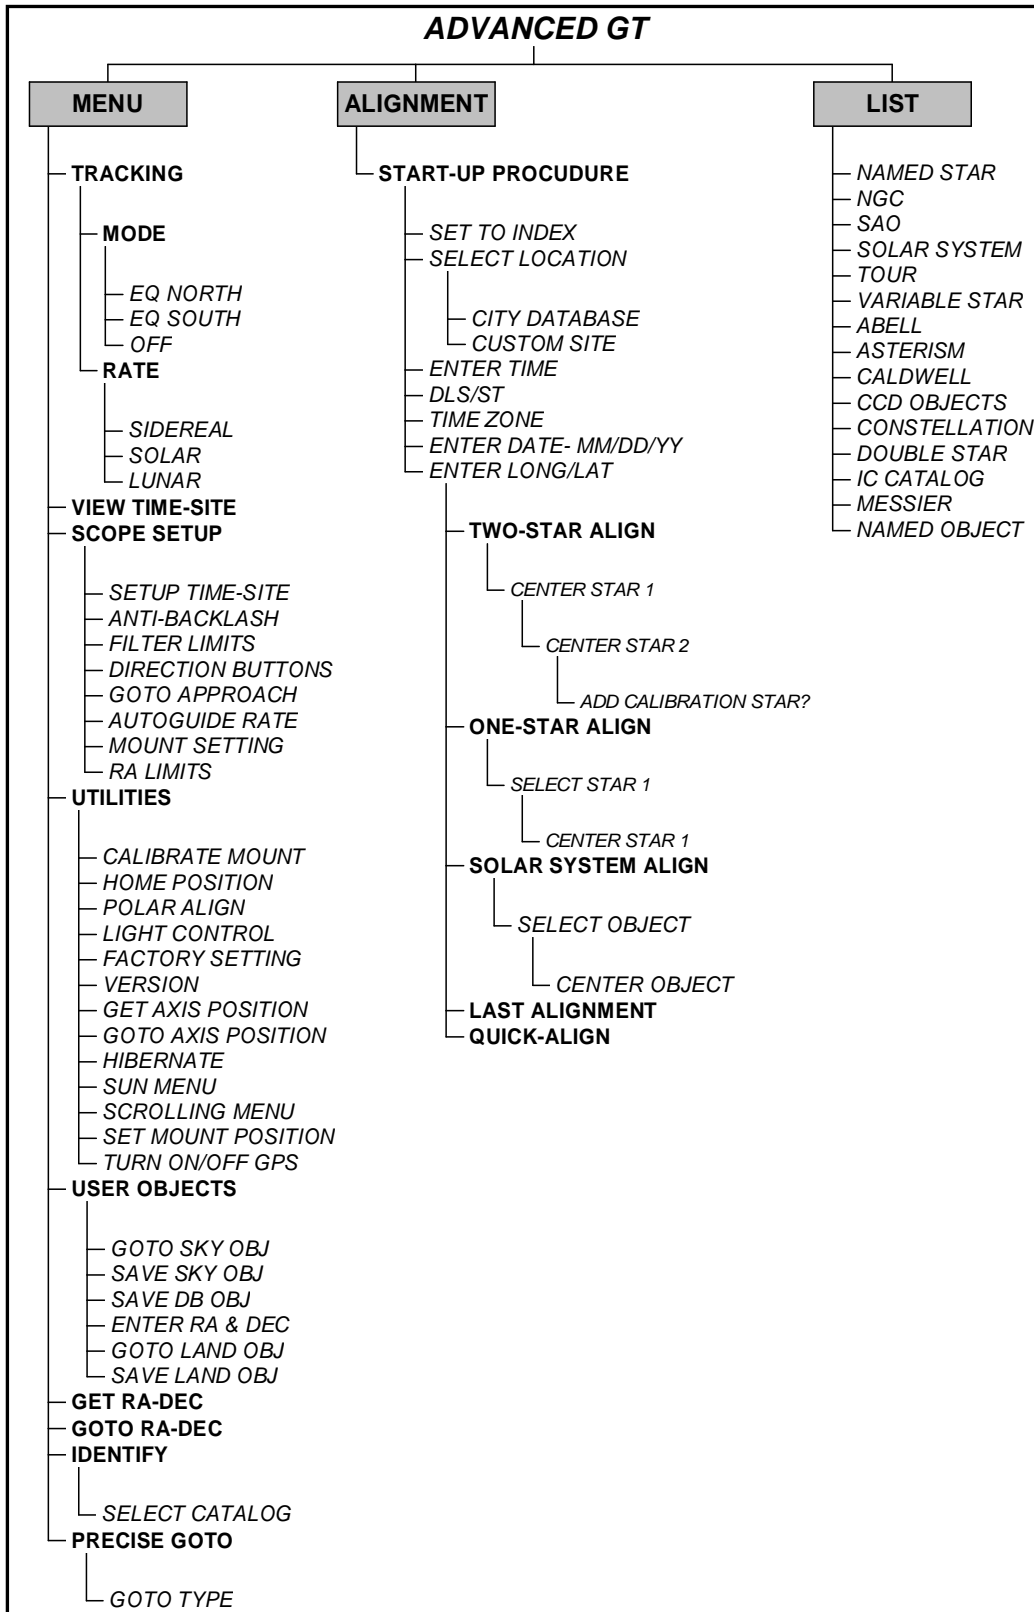 ADVANCED GT
MENU
TRACKING
MODE
EQ NORTH
EQ SOUTH
OFF
RATE
SIDEREAL
SOLAR
LUNAR
VIEW TIME-SITE
SCOPE SETUP
SETUP TIME-SITE
ANTI-BACKLASH
FILTER LIMITS
DIRECTION BUTTONS
GOTO APPROACH
AUTOGUIDE RATE
MOUNT SETTING
RA LIMITS
UTILITIES
CALIBRATE MOUNT
HOME POSITION
POLAR ALIGN
LIGHT CONTROL
FACTORY SETTING
VERSION
GET AXIS POSITION
GOTO AXIS POSITION
HIBERNATE
SUN MENU
SCROLLING MENU
SET MOUNT POSITION
TURN ON/OFF GPS
USER OBJECTS
GOTO SKY OBJ
SAVE SKY OBJ
SAVE DB OBJ
ENTER RA & DEC
GOTO LAND OBJ
SAVE LAND OBJ
GET RA-DEC
GOTO RA-DEC
IDENTIFY
SELECT CATALOG
PRECISE GOTO
GOTO TYPE
ALIGNMENT
START-UP PROCUDURE
SET TO INDEX
SELECT LOCATION
CITY DATABASE
CUSTOM SITE
ENTER TIME
DLS/ST
TIME ZONE
ENTER DATE- MM/DD/YY
ENTER LONG/LAT
TWO-STAR ALIGN
CENTER STAR 1
CENTER STAR 2
ADD CALIBRATION STAR?
ONE-STAR ALIGN
SELECT STAR 1
CENTER STAR 1
SOLAR SYSTEM ALIGN
SELECT OBJECT
CENTER OBJECT
LAST ALIGNMENT
QUICK-ALIGN
LIST
NAMED STAR
NGC
SAO
SOLAR SYSTEM
TOUR
VARIABLE STAR
ABELL
ASTERISM
CALDWELL
CCD OBJECTS
CONSTELLATION
DOUBLE STAR
IC CATALOG
MESSIER
NAMED OBJECT